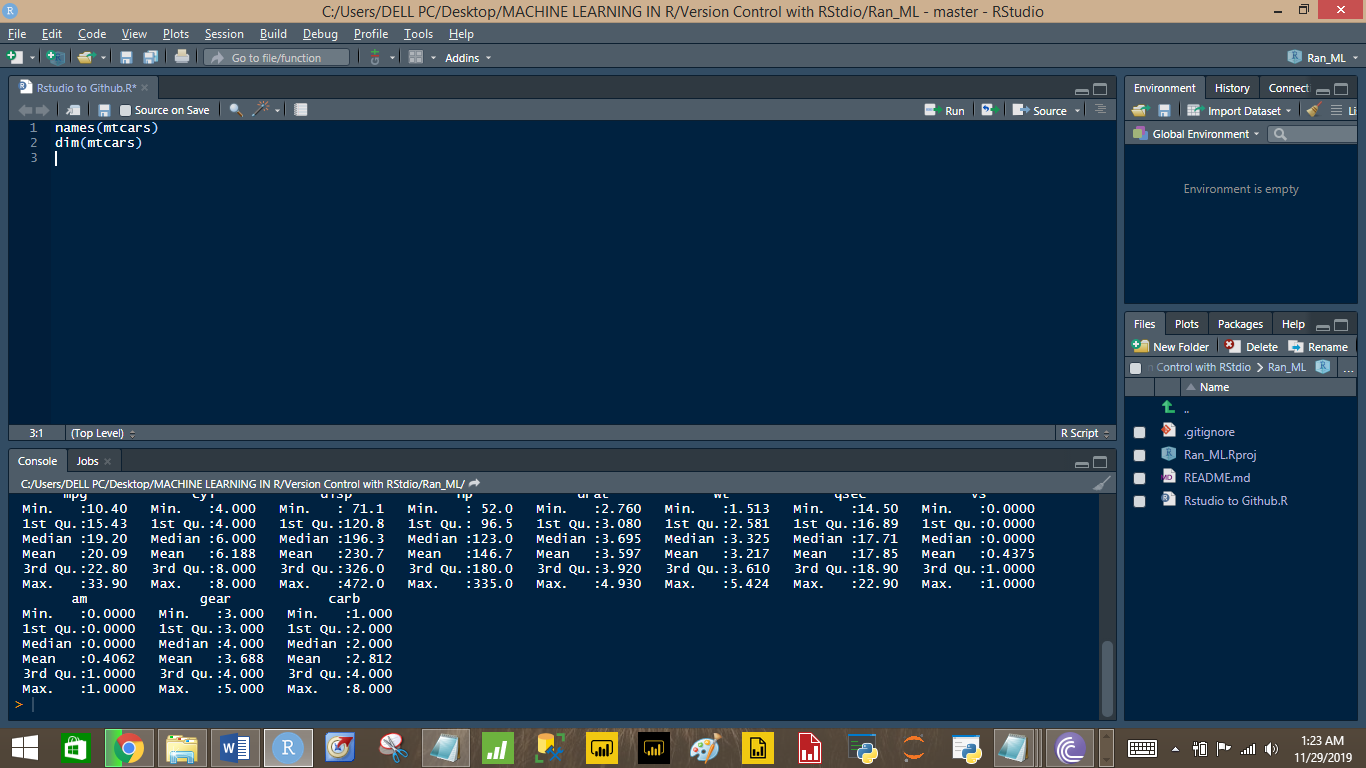 C:/Users/DELL PC/Desktop/MACHINE LEARNING IN R/Version Control with RStdio/Ran_ML - master - RStudio
File Edit Code View Plots Session Build Debug Profile Tools Help
Go to file/function Addins Ran_ML
Rstudio to Github.R*
Source on Save Run Source
1 names(mtcars)
2 dim(mtcars)
3
3:1 (Top Level) R Script
Environment History Connect
Import Dataset Li
Global Environment
Environment is empty
Files Plots Packages Help
New Folder Delete Rename
Control with RStdio Ran_ML ...
Name
..
.gitignore
Ran_ML.Rproj
README.md
Rstudio to Github.R
Console Jobs
C:/Users/DELL PC/Desktop/MACHINE LEARNING IN R/Version Control with RStdio/Ran_ML/
mpg cyl disp hp drat wt qsec vs
Min. :10.40 Min. :4.000 Min. : 71.1 Min. : 52.0 Min. :2.760 Min. :1.513 Min. :14.50 Min. :0.0000
1st Qu.:15.43 1st Qu.:4.000 1st Qu.:120.8 1st Qu.: 96.5 1st Qu.:3.080 1st Qu.:2.581 1st Qu.:16.89 1st Qu.:0.0000
Median :19.20 Median :6.000 Median :196.3 Median :123.0 Median :3.695 Median :3.325 Median :17.71 Median :0.0000
Mean :20.09 Mean :6.188 Mean :230.7 Mean :146.7 Mean :3.597 Mean :3.217 Mean :17.85 Mean :0.4375
3rd Qu.:22.80 3rd Qu.:8.000 3rd Qu.:326.0 3rd Qu.:180.0 3rd Qu.:3.920 3rd Qu.:3.610 3rd Qu.:18.90 3rd Qu.:1.0000
Max. :33.90 Max. :8.000 Max. :472.0 Max. :335.0 Max. :4.930 Max. :5.424 Max. :22.90 Max. :1.0000
am gear carb
Min. :0.0000 Min. :3.000 Min. :1.000
1st Qu.:0.0000 1st Qu.:3.000 1st Qu.:2.000
Median :0.0000 Median :4.000 Median :2.000
Mean :0.4062 Mean :3.688 Mean :2.812
3rd Qu.:1.0000 3rd Qu.:4.000 3rd Qu.:4.000
Max. :1.0000 Max. :5.000 Max. :8.000
>
1:23 AM
11/29/2019